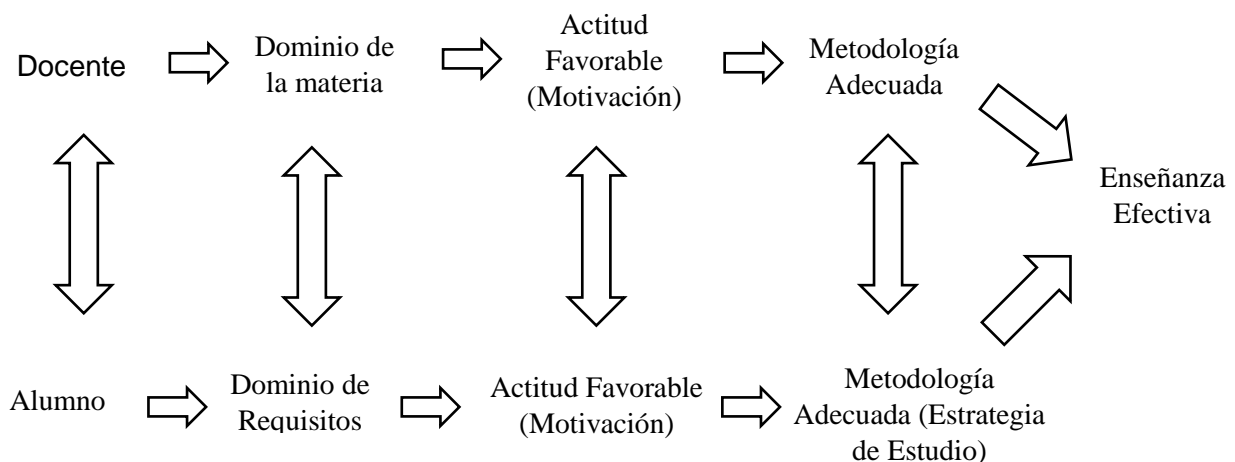 Docente
Dominio de
la materia
Actitud
Favorable
(Motivación)
Metodología
Adecuada
Enseñanza
Efectiva
Alumno
Dominio de
Requisitos
Actitud Favorable
(Motivación)
Metodología
Adecuada (Estrategia
de Estudio)